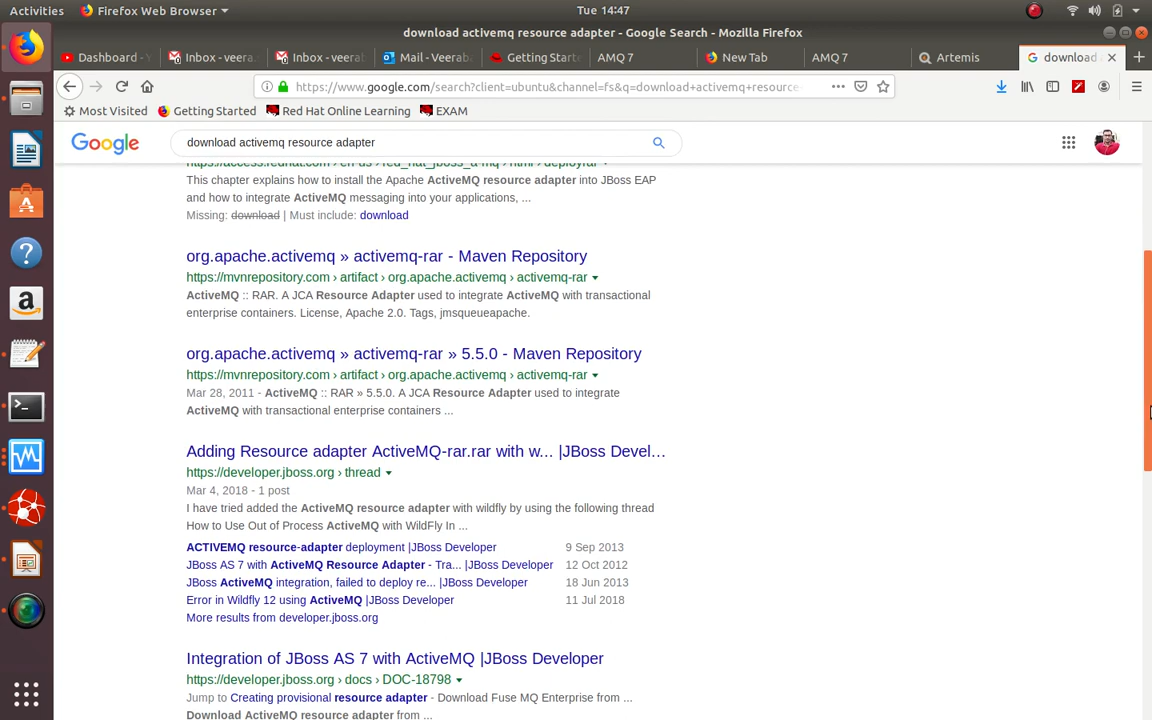 Activities
Firefox Web Browser
Tue 14:47
download activemq resource adapter - Google Search - Mozilla Firefox
Dashboard - Y
Inbox - veera.
Inbox - veerab
Mail - Veerab
Getting Starte
AMQ 7
New Tab
AMQ 7
Artemis
download
https://www.google.com/search?client=ubuntu&channel=fs&q=download+activemq+resource
Most Visited
Getting Started
Red Hat Online Learning
EXAM
Google
download activemq resource adapter
https://access.redhat.com › en-us › red_hat_jboss_a-mq › html › deployrar
This chapter explains how to install the Apache ActiveMQ resource adapter into JBoss EAP
and how to integrate ActiveMQ messaging into your applications, ...
Missing: download | Must include: download
org.apache.activemq » activemq-rar - Maven Repository
https://mvnrepository.com › artifact › org.apache.activemq › activemq-rar
ActiveMQ :: RAR. A JCA Resource Adapter used to integrate ActiveMQ with transactional
enterprise containers. License, Apache 2.0. Tags, jmsqueueapache.
org.apache.activemq » activemq-rar » 5.5.0 - Maven Repository
https://mvnrepository.com › artifact › org.apache.activemq › activemq-rar
Mar 28, 2011 - ActiveMQ :: RAR » 5.5.0. A JCA Resource Adapter used to integrate
ActiveMQ with transactional enterprise containers ...
Adding Resource adapter ActiveMQ-rar.rar with w... |JBoss Devel...
https://developer.jboss.org › thread
Mar 4, 2018 - 1 post
I have tried added the ActiveMQ resource adapter with wildfly by using the following thread
How to Use Out of Process ActiveMQ with WildFly In ...
ACTIVEMQ resource-adapter deployment |JBoss Developer 9 Sep 2013
JBoss AS 7 with ActiveMQ Resource Adapter - Tra... |JBoss Developer 12 Oct 2012
JBoss ActiveMQ integration, failed to deploy re... |JBoss Developer 18 Jun 2013
Error in Wildfly 12 using ActiveMQ |JBoss Developer 11 Jul 2018
More results from developer.jboss.org
Integration of JBoss AS 7 with ActiveMQ |JBoss Developer
https://developer.jboss.org › docs › DOC-18798
Jump to Creating provisional resource adapter - Download Fuse MQ Enterprise from ...
Download ActiveMQ resource adapter from ...